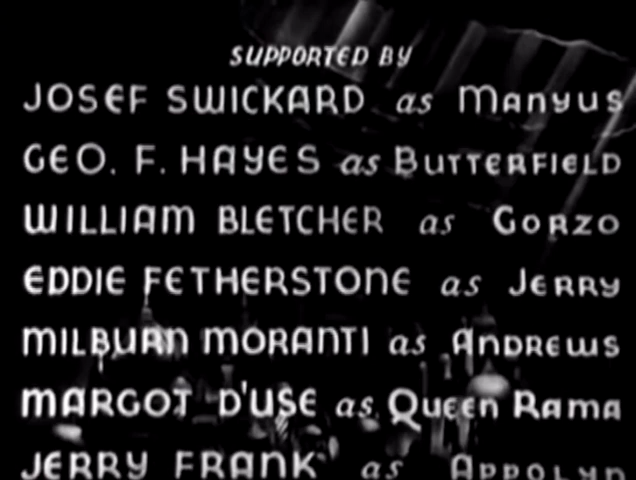 SUPPORTED BY
JOSEF SWICKARD as Manyus
GEO. F. HAYES as BUTTERFIELD
WILLIAM BLETCHER as GORZO
EDDIE FETHERSTONE as JERRY
MILBURN MORANTI as ANDREWS
MARGOT D'USE as QUEEN RAMA
JERRY FRANK as APPOLYN